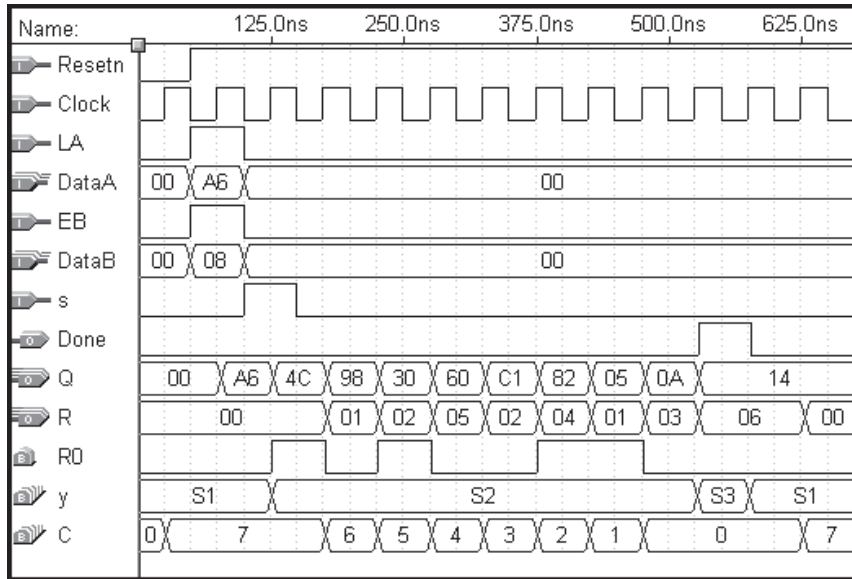 Name: 125.0ns 250.0ns 375.0ns 500.0ns 625.0ns
Resetn
Clock
LA
DataA 00 A6 00
EB
DataB 00 08 00
s
Done
Q 00 A6 4C 98 30 60 C1 82 05 0A 14
R 00 01 02 05 02 04 01 03 06 00
R0
y S1 S2 S3 S1
C 0 7 6 5 4 3 2 1 0 7